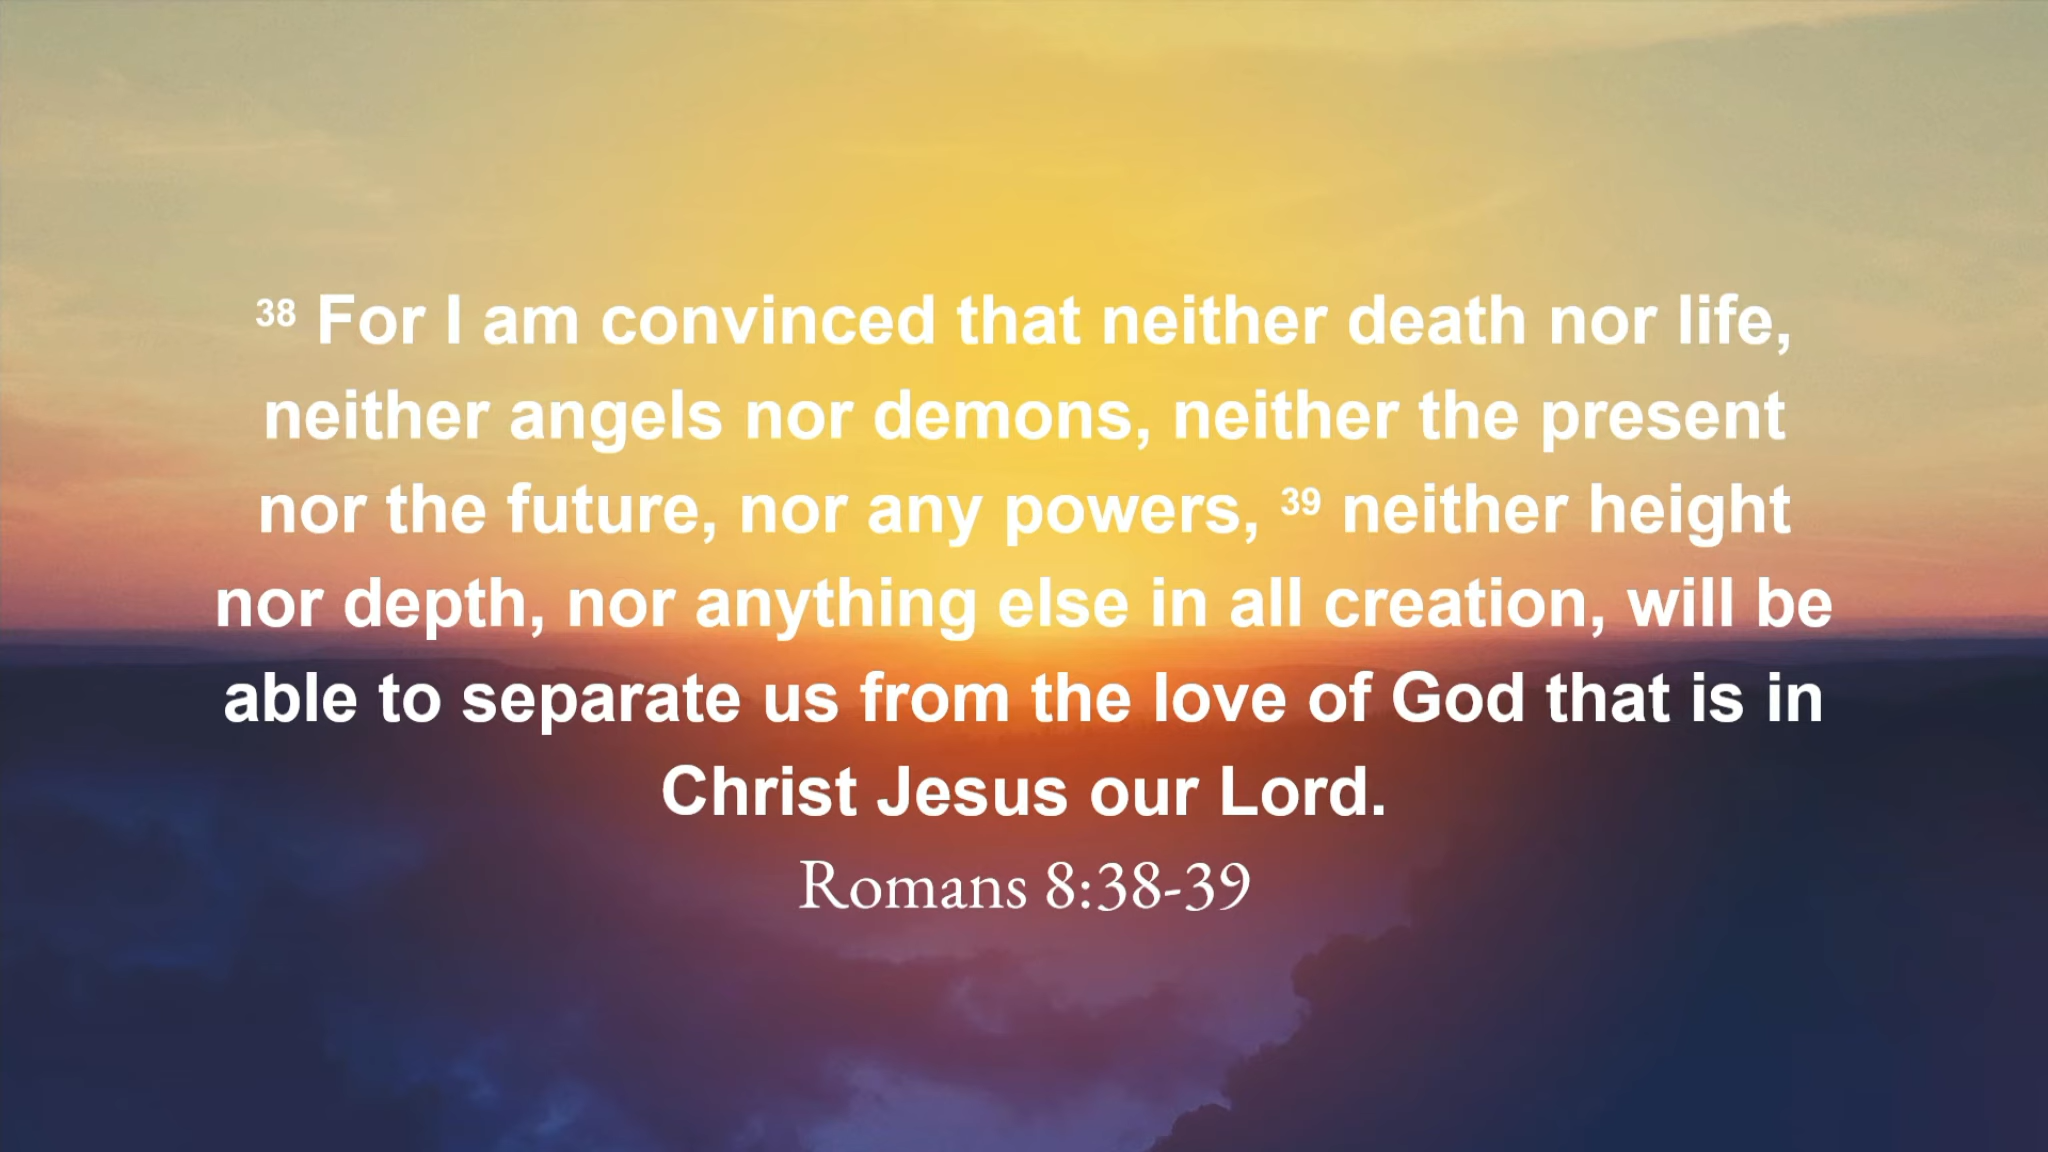 38 For I am convinced that neither death nor life,
neither angels nor demons, neither the present
nor the future, nor any powers, 39 neither height
nor depth, nor anything else in all creation, will be
able to separate us from the love of God that is in
Christ Jesus our Lord.
Romans 8:38-39